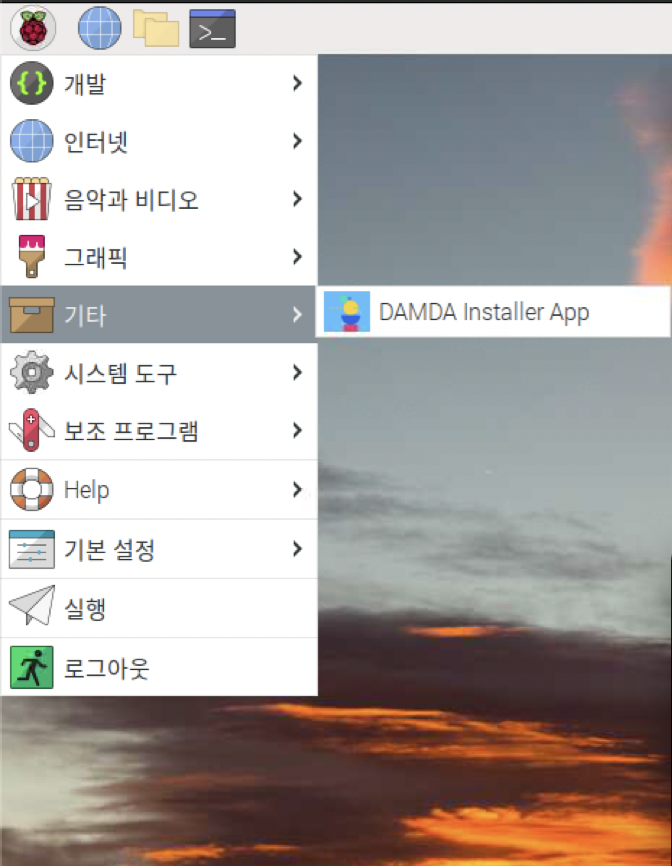 개발
인터넷
음악과 비디오
그래픽
기타
DAMDA Installer App
시스템 도구
보조 프로그램
Help
기본 설정
실행
로그아웃